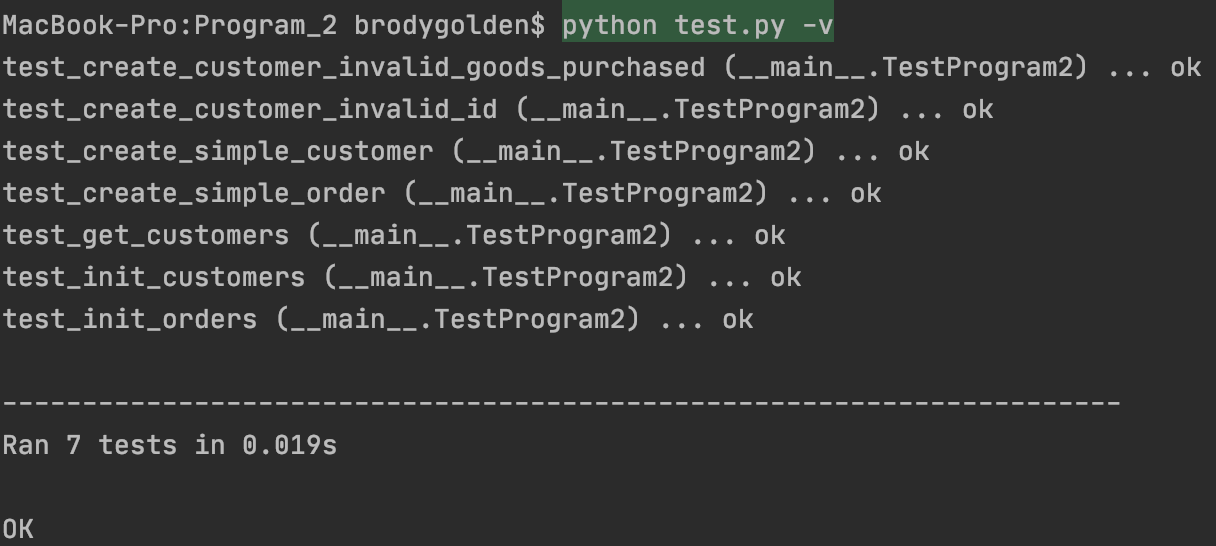 MacBook-Pro:Program_2 brodygolden$ python test.py -v
test_create_customer_invalid_goods_purchased (__main__.TestProgram2) ... ok
test_create_customer_invalid_id (__main__.TestProgram2) ... ok
test_create_simple_customer (__main__.TestProgram2) ... ok
test_create_simple_order (__main__.TestProgram2) ... ok
test_get_customers (__main__.TestProgram2) ... ok
test_init_customers (__main__.TestProgram2) ... ok
test_init_orders (__main__.TestProgram2) ... ok
----------------------------------------------------------------------
Ran 7 tests in 0.019s
OK